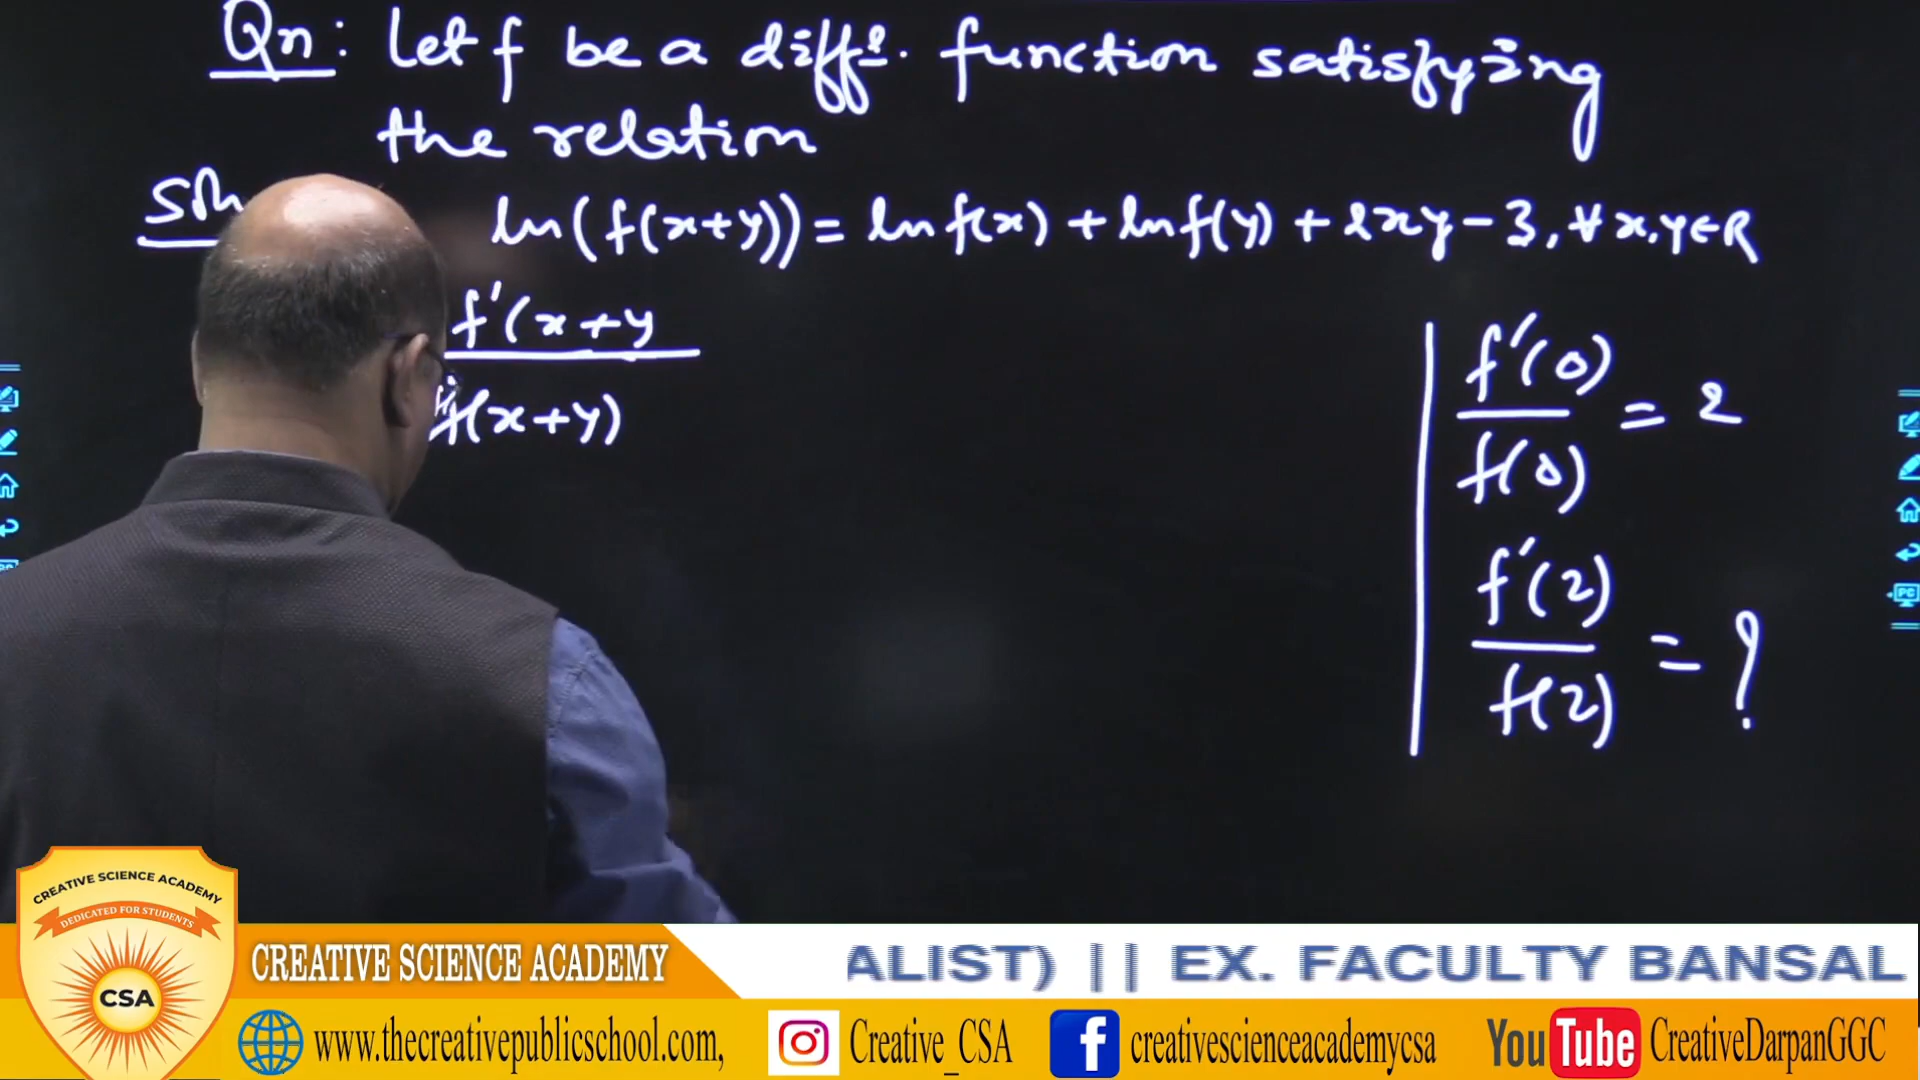 Qn: Let f be a diff. function satisfying
the relation
Soln
ln(f(x+y)) = ln f(x) + ln f(y) + 2xy - 3, ∀ x, y ∈ R
f'(x+y
f(x+y)
f'(0)
f(0)
= 2
f'(2)
f(2)
= ?
PC
CREATIVE SCIENCE ACADEMY
DEDICATED FOR STUDENTS
CSA
CREATIVE SCIENCE ACADEMY
ALIST) || EX. FACULTY BANSAL
www.thecreativepublicschool.com, Creative_CSA creativescienceacademycsa YouTube CreativeDarpanGGC